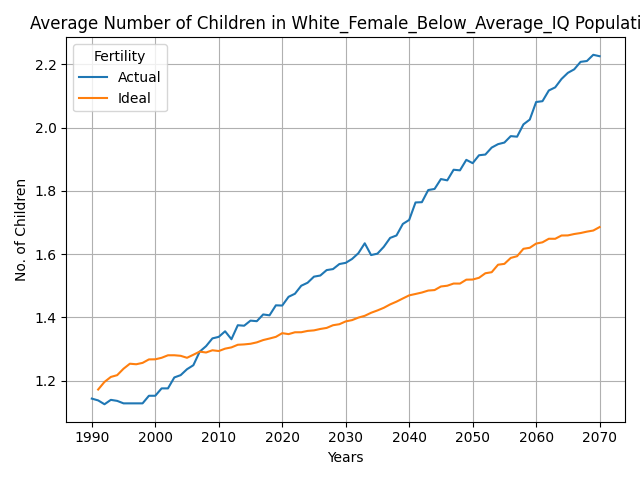 Average Number of Children in White_Female_Below_Average_IQ Populati
Fertility
Actual
Ideal
2.2
2.0
1.8
1.6
1.4
1.2
No. of Children
1990 2000 2010 2020 2030 2040 2050 2060 2070
Years